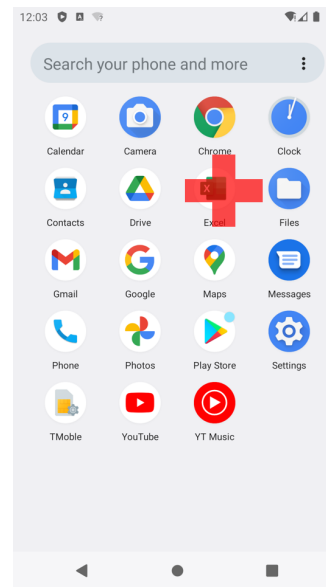 12:03
Search your phone and more
9
Calendar Camera Chrome Clock
Contacts Drive Excel Files
Gmail Google Maps Messages
Phone Photos Play Store Settings
TMoble YouTube YT Music